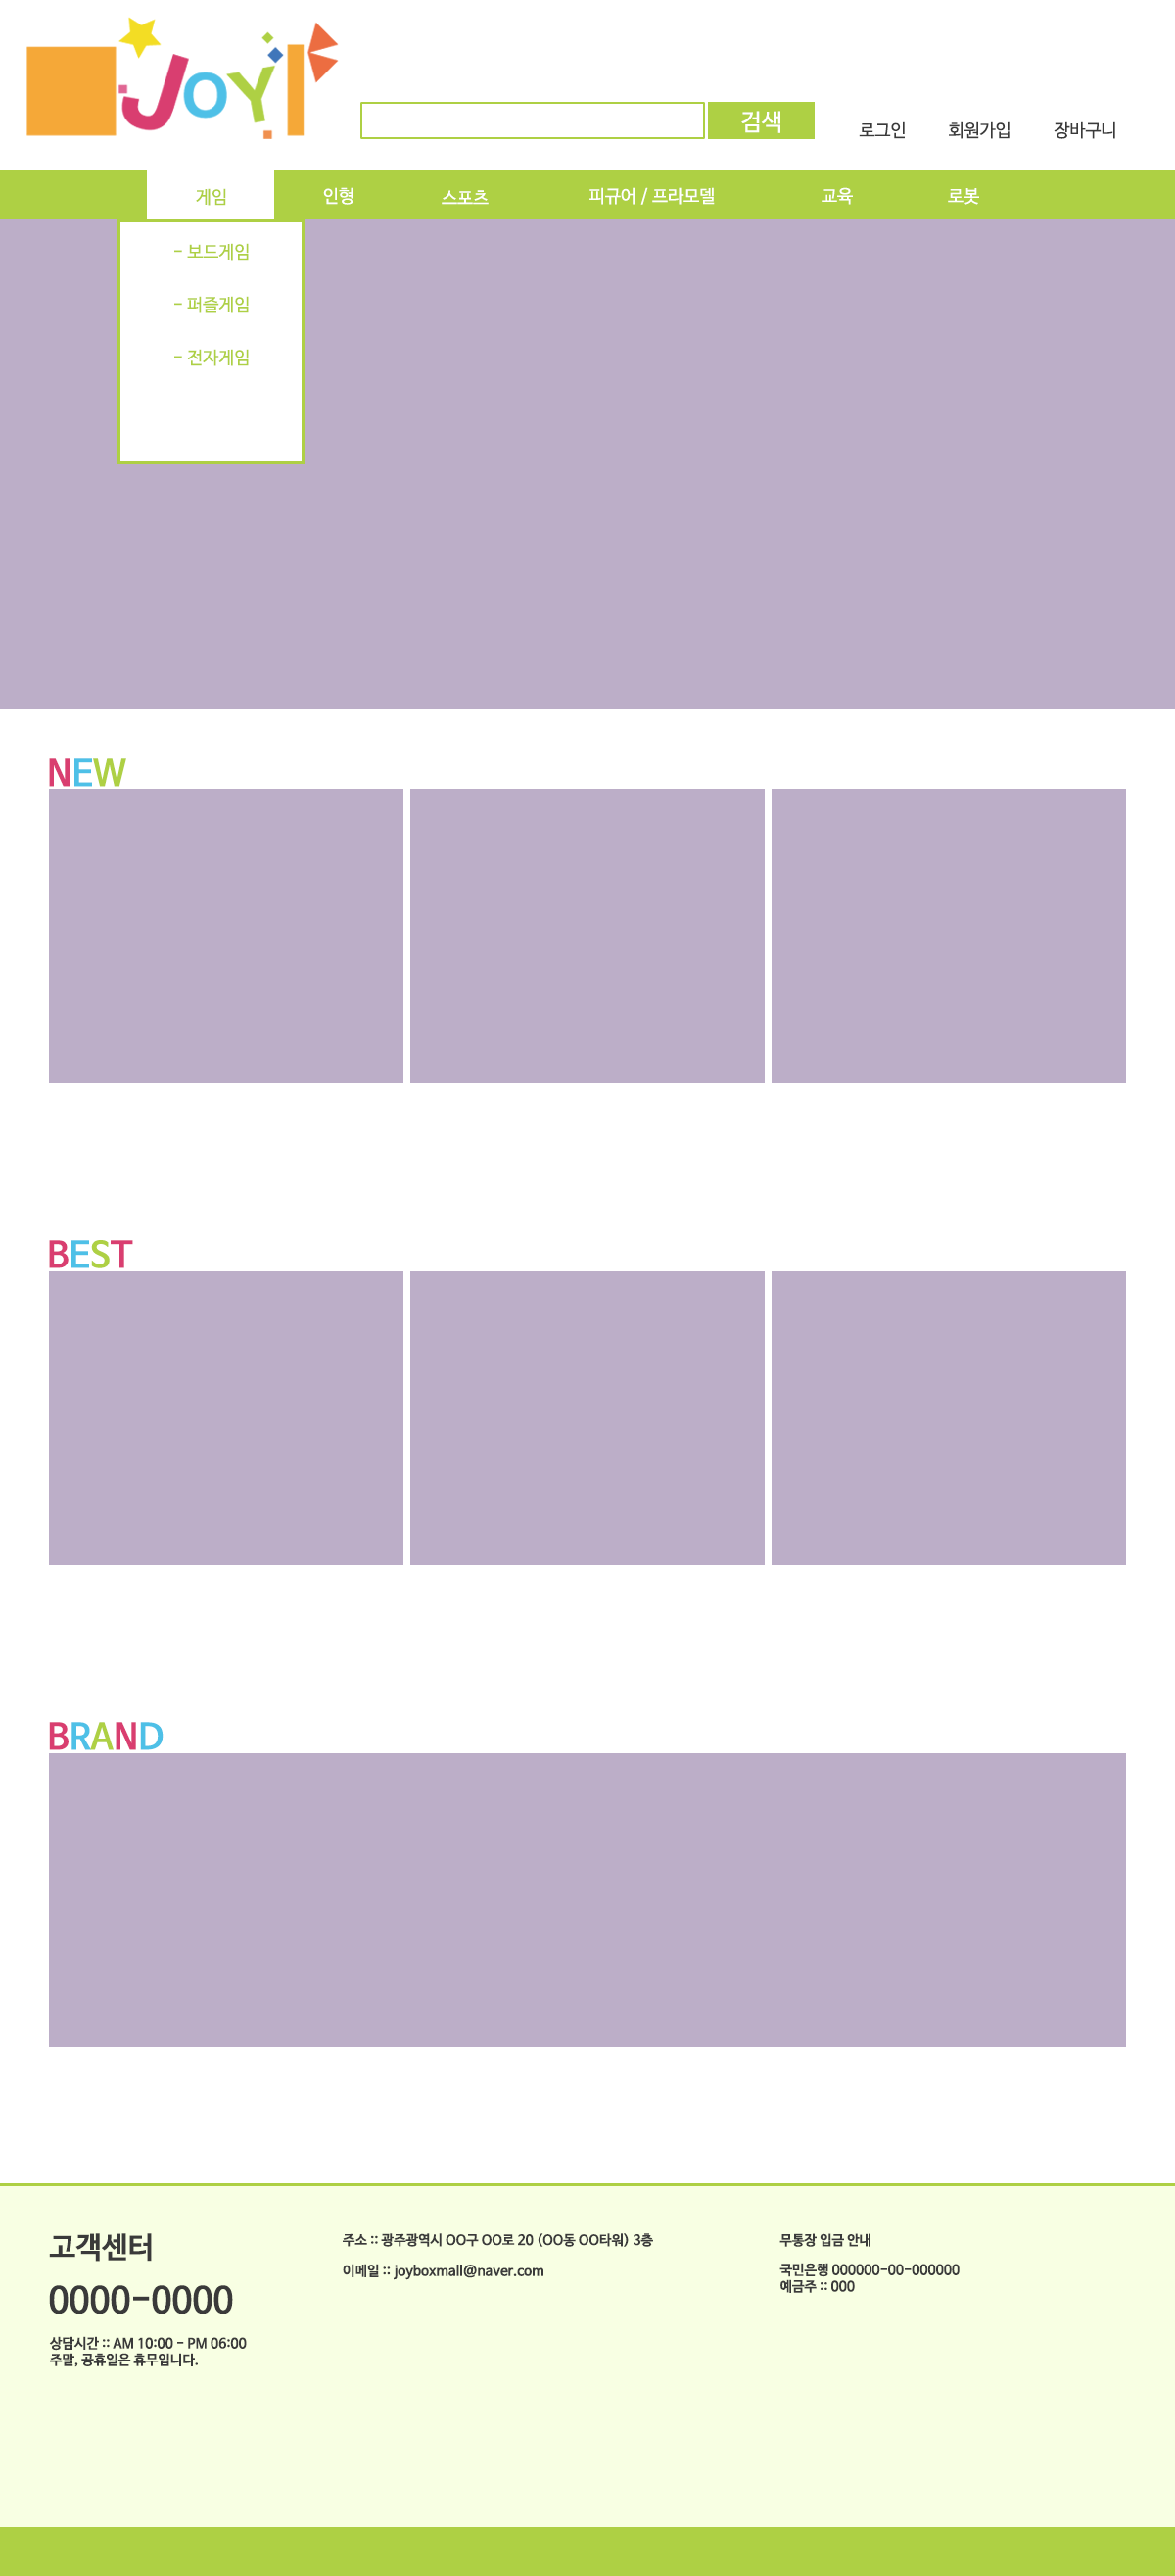 JOY
검색
로그인 회원가입 장바구니
게임 인형 스포츠 피규어 / 프라모델 교육 로봇
- 보드게임
- 퍼즐게임
- 전자게임
NEW
BEST
BRAND
고객센터
0000-0000
상담시간 :: AM 10:00 - PM 06:00
주말, 공휴일은 휴무입니다.
주소 :: 광주광역시 OO구 OO로 20 (OO동 OO타워) 3층
이메일 :: joyboxmall@naver.com
무통장 입금 안내
국민은행 000000-00-000000
예금주 :: 000